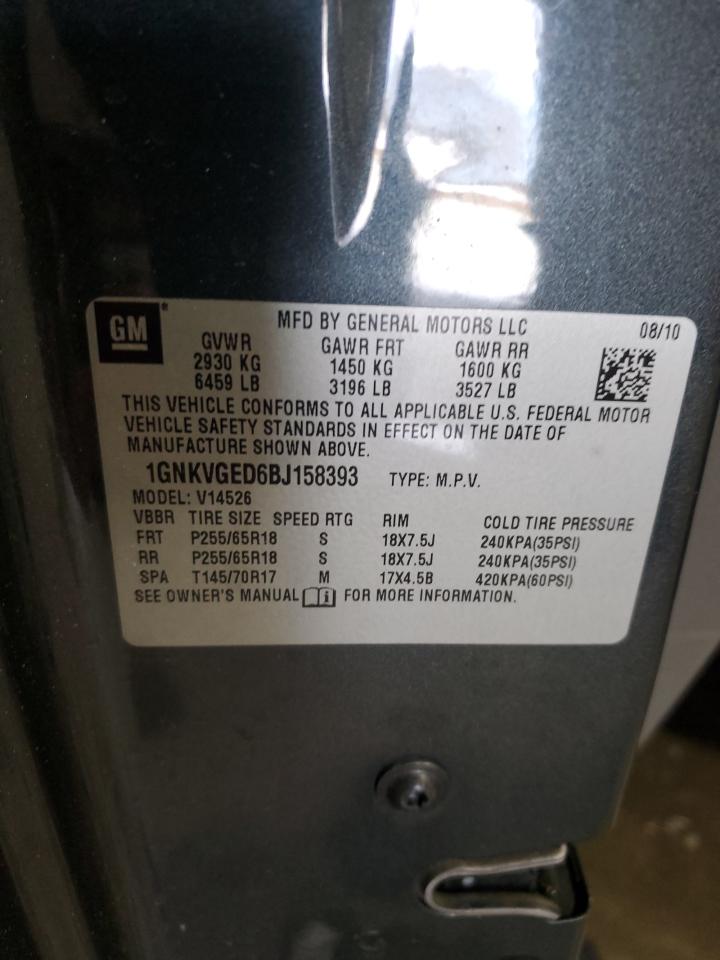 GM
MFD BY GENERAL MOTORS LLC 08/10
GVWR GAWR FRT GAWR RR
2930 KG 1450 KG 1600 KG
6459 LB 3196 LB 3527 LB
THIS VEHICLE CONFORMS TO ALL APPLICABLE U.S. FEDERAL MOTOR
VEHICLE SAFETY STANDARDS IN EFFECT ON THE DATE OF
MANUFACTURE SHOWN ABOVE.
1GNKVGED6BJ158393 TYPE: M.P.V.
MODEL: V14526
VBBR TIRE SIZE SPEED RTG RIM COLD TIRE PRESSURE
FRT P255/65R18 S 18X7.5J 240KPA(35PSI)
RR P255/65R18 S 18X7.5J 240KPA(35PSI)
SPA T145/70R17 M 17X4.5B 420KPA(60PSI)
SEE OWNER'S MANUAL FOR MORE INFORMATION.